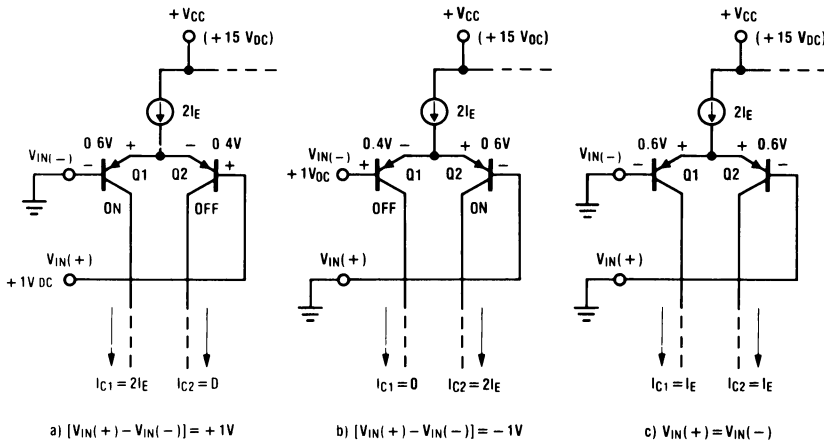 + VCC
(+15 VDC)
2IE
0 6V + − 0 4V
VIN(−) − Q1 Q2 +
ON OFF
VIN(+)
+ 1V DC
IC1 = 2IE IC2 = D
a) [VIN(+) − VIN(−)] = + 1V
+ VCC
(+15 VDC)
2IE
0.4V − + 0 6V
VIN(−)
+ 1VDC + Q1 Q2 −
OFF ON
VIN(+)
IC1 = 0 IC2 = 2IE
b) [VIN(+) − VIN(−)] = − 1V
+ VCC
(+15 VDC)
2IE
0.6V + + 0.6V
VIN(−) − Q1 Q2 −
VIN(+)
IC1 = IE IC2 = IE
c) VIN(+) = VIN(−)